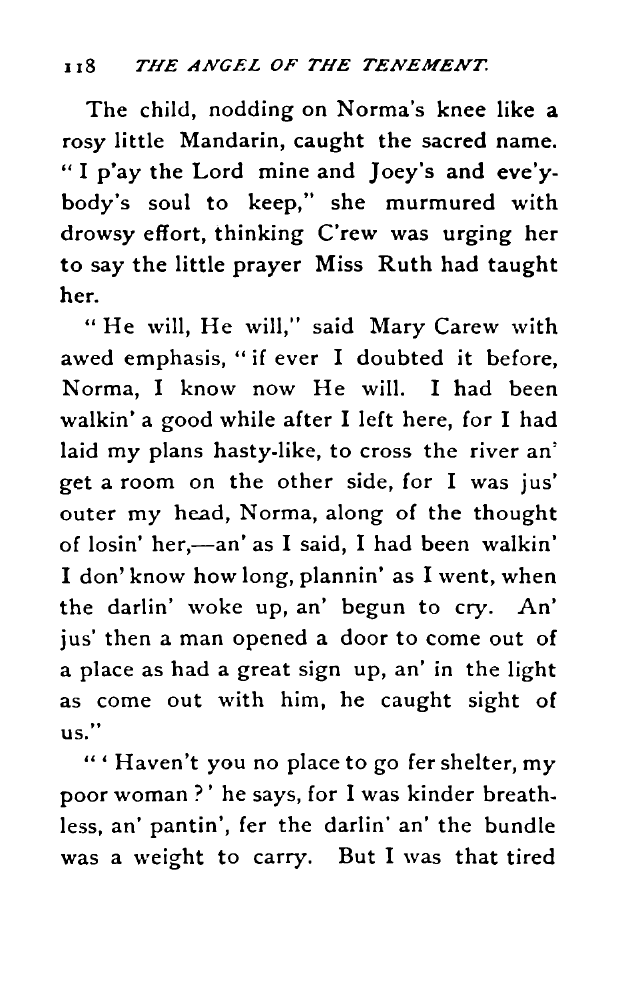 118 THE ANGEL OF THE TENEMENT.
The child, nodding on Norma's knee like a
rosy little Mandarin, caught the sacred name.
“ I p'ay the Lord mine and Joey's and eve'y-
body's soul to keep,” she murmured with
drowsy effort, thinking C'rew was urging her
to say the little prayer Miss Ruth had taught
her.
“ He will, He will,” said Mary Carew with
awed emphasis, “ if ever I doubted it before,
Norma, I know now He will. I had been
walkin' a good while after I left here, for I had
laid my plans hasty-like, to cross the river an'
get a room on the other side, for I was jus'
outer my head, Norma, along of the thought
of losin' her,—an' as I said, I had been walkin'
I don' know how long, plannin' as I went, when
the darlin' woke up, an' begun to cry. An'
jus' then a man opened a door to come out of
a place as had a great sign up, an' in the light
as come out with him, he caught sight of
us.”
“ ‘ Haven't you no place to go fer shelter, my
poor woman ? ’ he says, for I was kinder breath-
less, an' pantin', fer the darlin' an' the bundle
was a weight to carry. But I was that tired